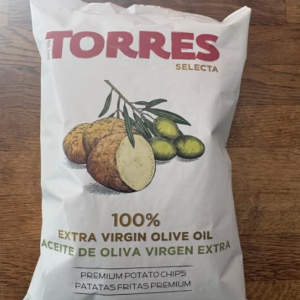 TORRES
SELECTA
100%
EXTRA VIRGIN OLIVE OIL
ACEITE DE OLIVA VIRGEN EXTRA
PREMIUM POTATO CHIPS
PATATAS FRITAS PREMIUM